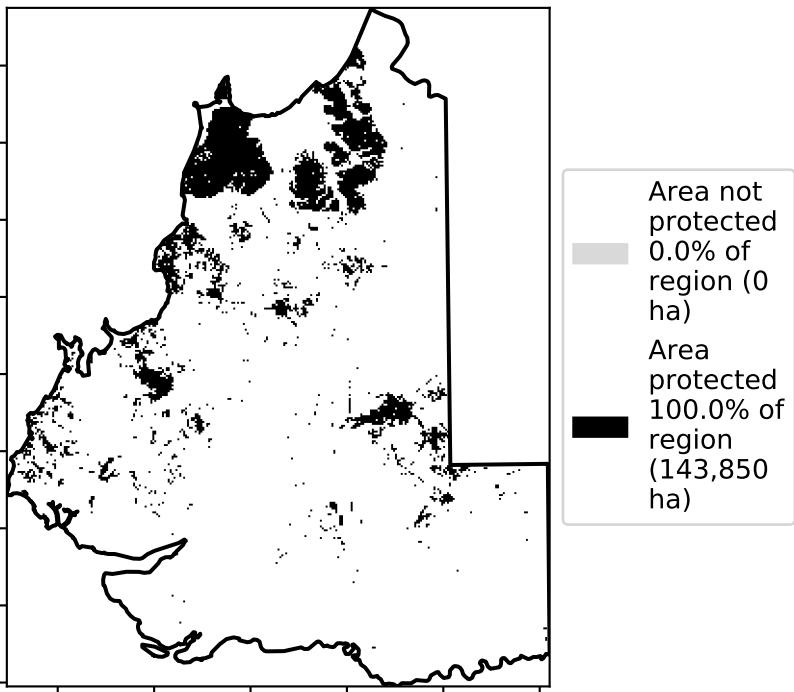 Area not
protected
0.0% of
region (0
ha)
Area
protected
100.0% of
region
(143,850
ha)